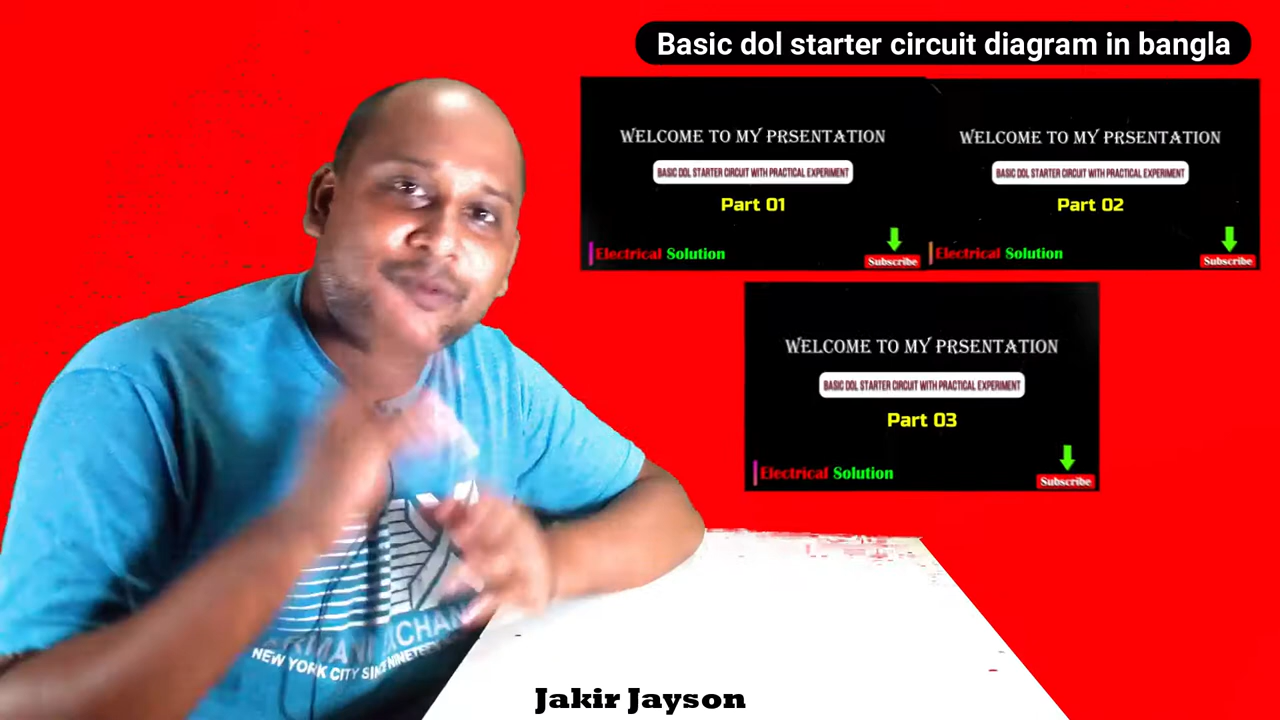 Basic dol starter circuit diagram in bangla
WELCOME TO MY PRSENTATION
BASIC DOL STARTER CIRCUIT WITH PRACTICAL EXPERIMENT
Part 01
Electrical Solution
Subscribe
WELCOME TO MY PRSENTATION
BASIC DOL STARTER CIRCUIT WITH PRACTICAL EXPERIMENT
Part 02
Electrical Solution
Subscribe
WELCOME TO MY PRSENTATION
BASIC DOL STARTER CIRCUIT WITH PRACTICAL EXPERIMENT
Part 03
Electrical Solution
Subscribe
NEW YORK CITY
Jakir Jayson